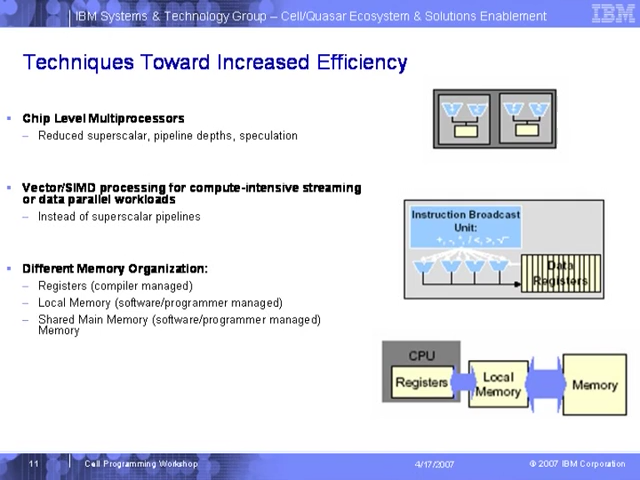 IBM Systems & Technology Group – Cell/Quasar Ecosystem & Solutions Enablement
IBM
Techniques Toward Increased Efficiency
▪ Chip Level Multiprocessors
– Reduced superscalar, pipeline depths, speculation
▪ Vector/SIMD processing for compute-intensive streaming
or data parallel workloads
– Instead of superscalar pipelines
▪ Different Memory Organization:
– Registers (compiler managed)
– Local Memory (software/programmer managed)
– Shared Main Memory (software/programmer managed)
Memory
Instruction Broadcast
Unit:
Data
Registers
CPU
Registers
Local
Memory
Memory
11
Cell Programming Workshop
4/17/2007
© 2007 IBM Corporation